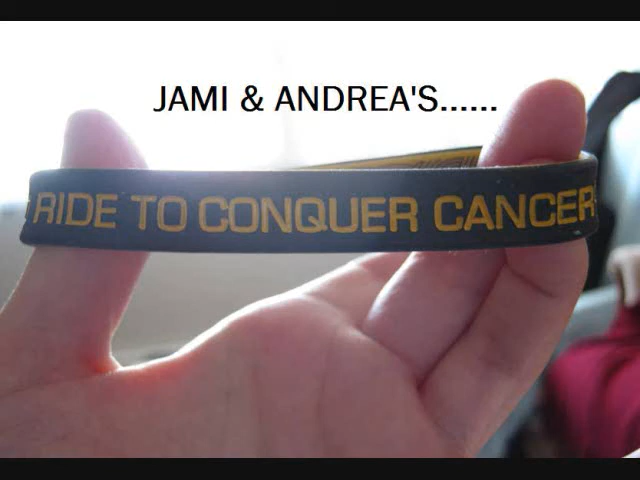 JAMI & ANDREA'S......
RIDE TO CONQUER CANCER